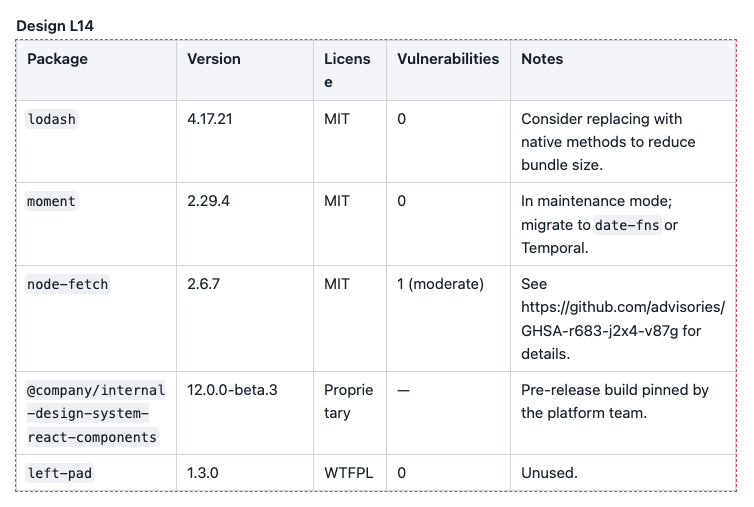 Design L14
Package Version Licens Vulnerabilities Notes
e
lodash 4.17.21 MIT 0 Consider replacing with
native methods to reduce
bundle size.
moment 2.29.4 MIT 0 In maintenance mode;
migrate to date-fns or
Temporal.
node-fetch 2.6.7 MIT 1 (moderate) See
https://github.com/advisories/
GHSA-r683-j2x4-v87g for
details.
@company/internal 12.0.0-beta.3 Proprie — Pre-release build pinned by
-design-system- tary the platform team.
react-components
left-pad 1.3.0 WTFPL 0 Unused.